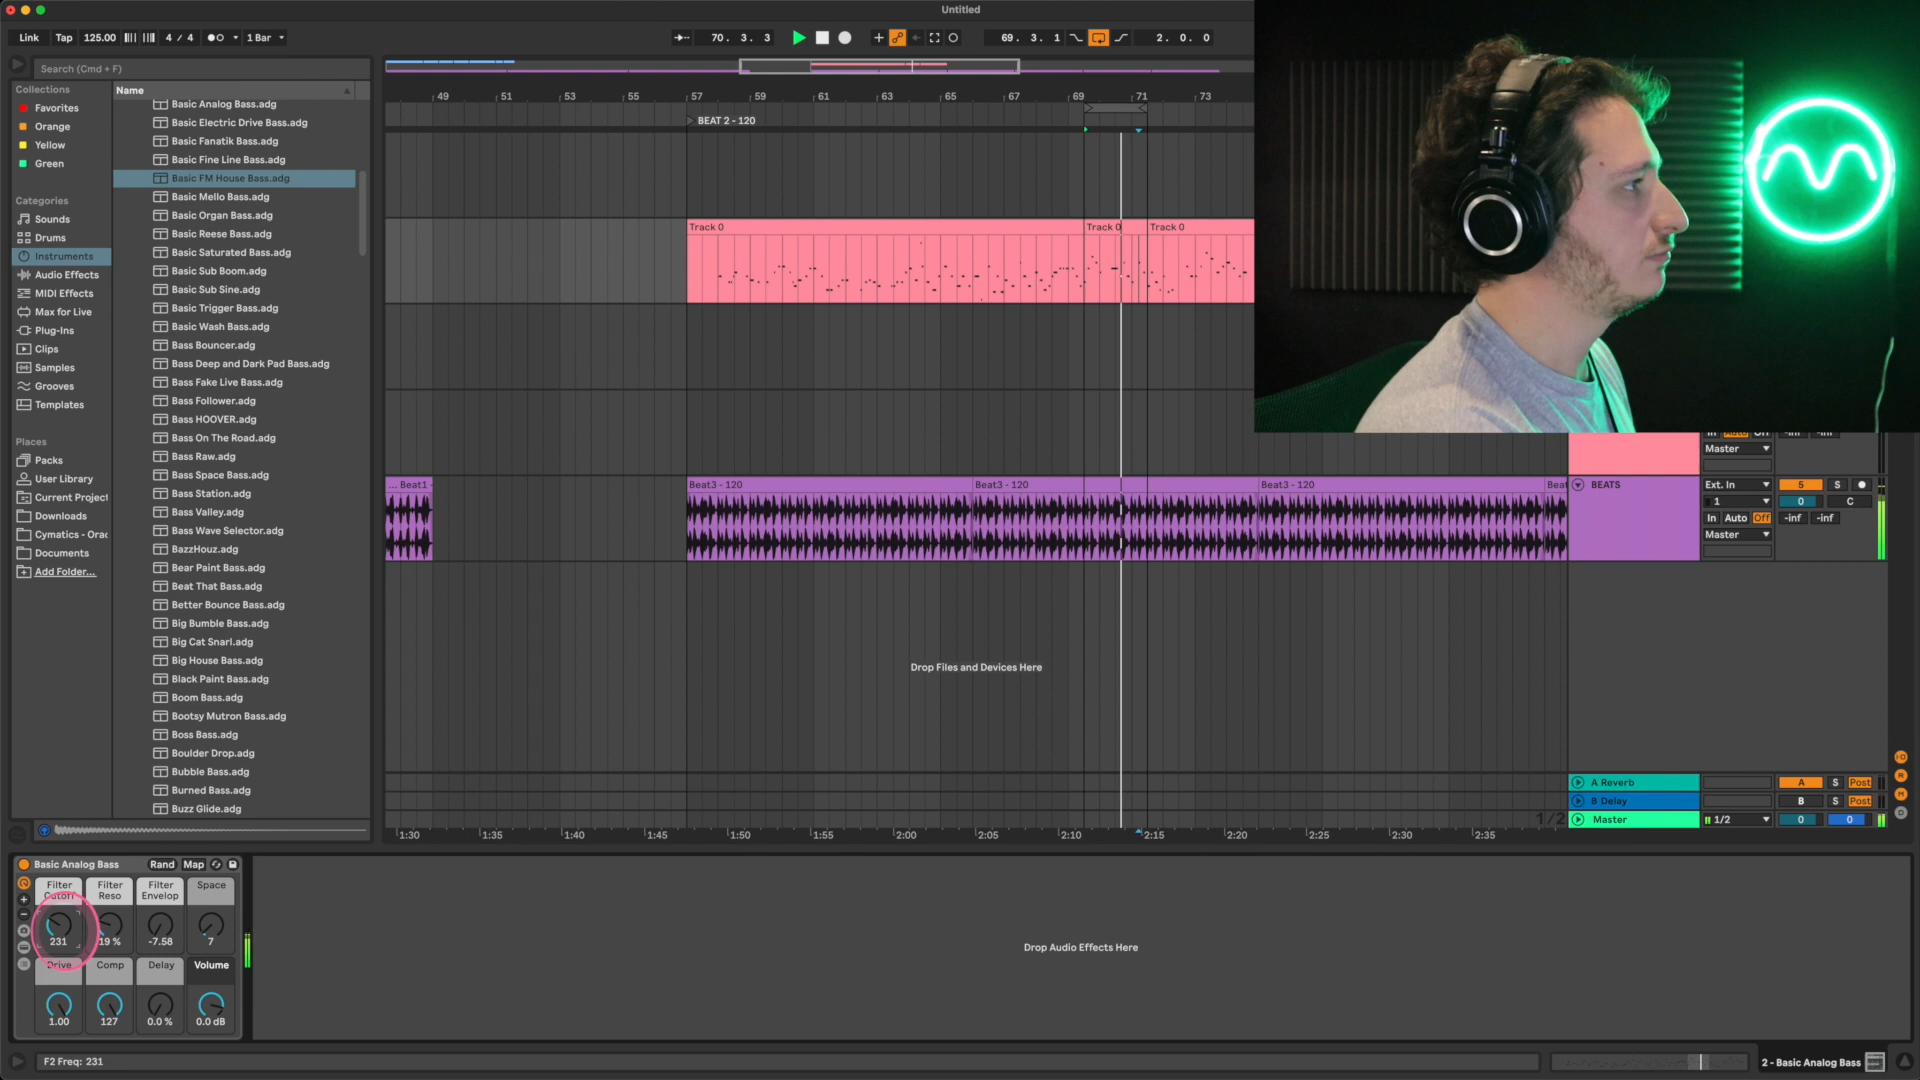 Untitled
Link Tap 125.00 4 / 4 1 Bar 70. 3. 3 69. 3. 1 2. 0. 0
Search (Cmd + F)
Collections
Favorites
Orange
Yellow
Green
Categories
Sounds
Drums
Instruments
Audio Effects
MIDI Effects
Max for Live
Plug-Ins
Clips
Samples
Grooves
Templates
Places
Packs
User Library
Current Project
Downloads
Cymatics - Orac
Documents
Add Folder...
Name
Basic Analog Bass.adg
Basic Electric Drive Bass.adg
Basic Fanatik Bass.adg
Basic Fine Line Bass.adg
Basic FM House Bass.adg
Basic Mello Bass.adg
Basic Organ Bass.adg
Basic Reese Bass.adg
Basic Saturated Bass.adg
Basic Sub Boom.adg
Basic Sub Sine.adg
Basic Trigger Bass.adg
Basic Wash Bass.adg
Bass Bouncer.adg
Bass Deep and Dark Pad Bass.adg
Bass Fake Live Bass.adg
Bass Follower.adg
Bass HOOVER.adg
Bass On The Road.adg
Bass Raw.adg
Bass Space Bass.adg
Bass Station.adg
Bass Valley.adg
Bass Wave Selector.adg
BazzHouz.adg
Bear Paint Bass.adg
Beat That Bass.adg
Better Bounce Bass.adg
Big Bumble Bass.adg
Big Cat Snarl.adg
Big House Bass.adg
Black Paint Bass.adg
Boom Bass.adg
Bootsy Mutron Bass.adg
Boss Bass.adg
Boulder Drop.adg
Bubble Bass.adg
Burned Bass.adg
Buzz Glide.adg
49 51 53 55 57 59 61 63 65 67 69 71 73
BEAT 2 - 120
Track 0 Track 0 Track 0
... Beat1 - Beat3 - 120 Beat3 - 120 Beat3 - 120 Beat
Drop Files and Devices Here
In Auto Off -inf -inf
Master
BEATS Ext. In 5 S
1 0 C
In Auto Off -inf -inf
Master
A Reverb A S Post
B Delay B S Post
1/2 Master 1/2 0 0
1:30 1:35 1:40 1:45 1:50 1:55 2:00 2:05 2:10 2:15 2:20 2:25 2:30 2:35
IO
R
M
D
Basic Analog Bass Rand Map
Filter Cutoff Filter Reso Filter Envelop Space
231 19 % -7.58 7
Drive Comp Delay Volume
1.00 127 0.0 % 0.0 dB
Drop Audio Effects Here
F2 Freq: 231
2 - Basic Analog Bass